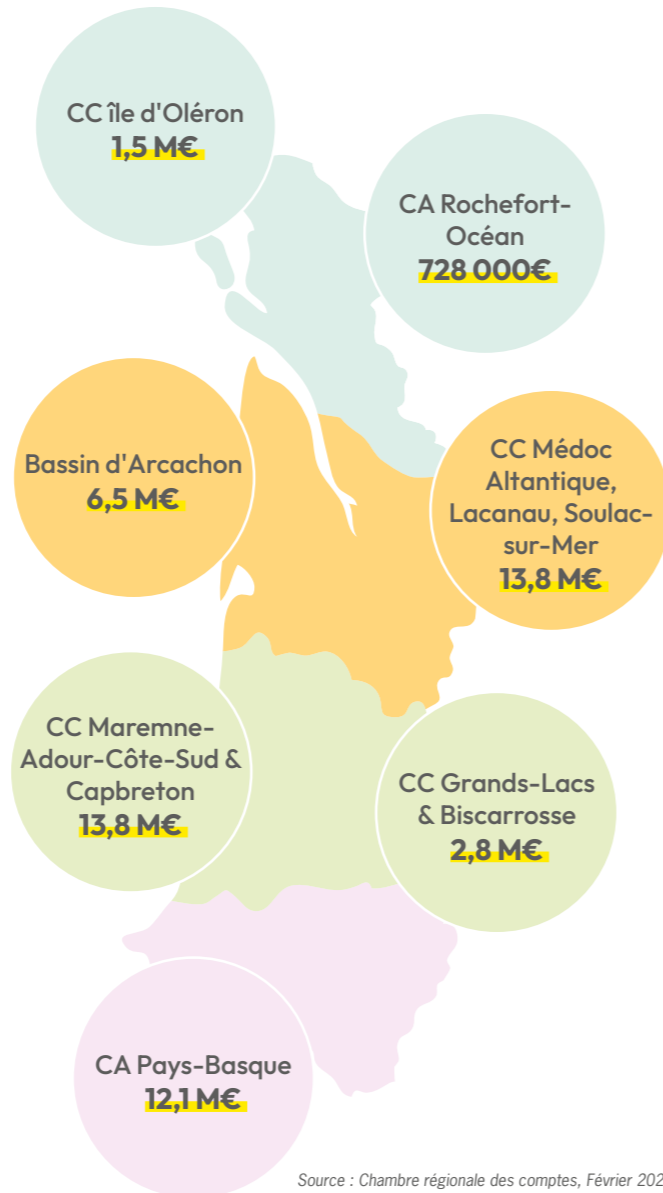 CC île d'Oléron
1,5 M€
CA Rochefort-
Océan
728 000€
Bassin d'Arcachon
6,5 M€
CC Médoc
Altantique,
Lacanau, Soulac-
sur-Mer
13,8 M€
CC Maremne-
Adour-Côte-Sud &
Capbreton
13,8 M€
CC Grands-Lacs
& Biscarrosse
2,8 M€
CA Pays-Basque
12,1 M€
Source : Chambre régionale des comptes, Février 202